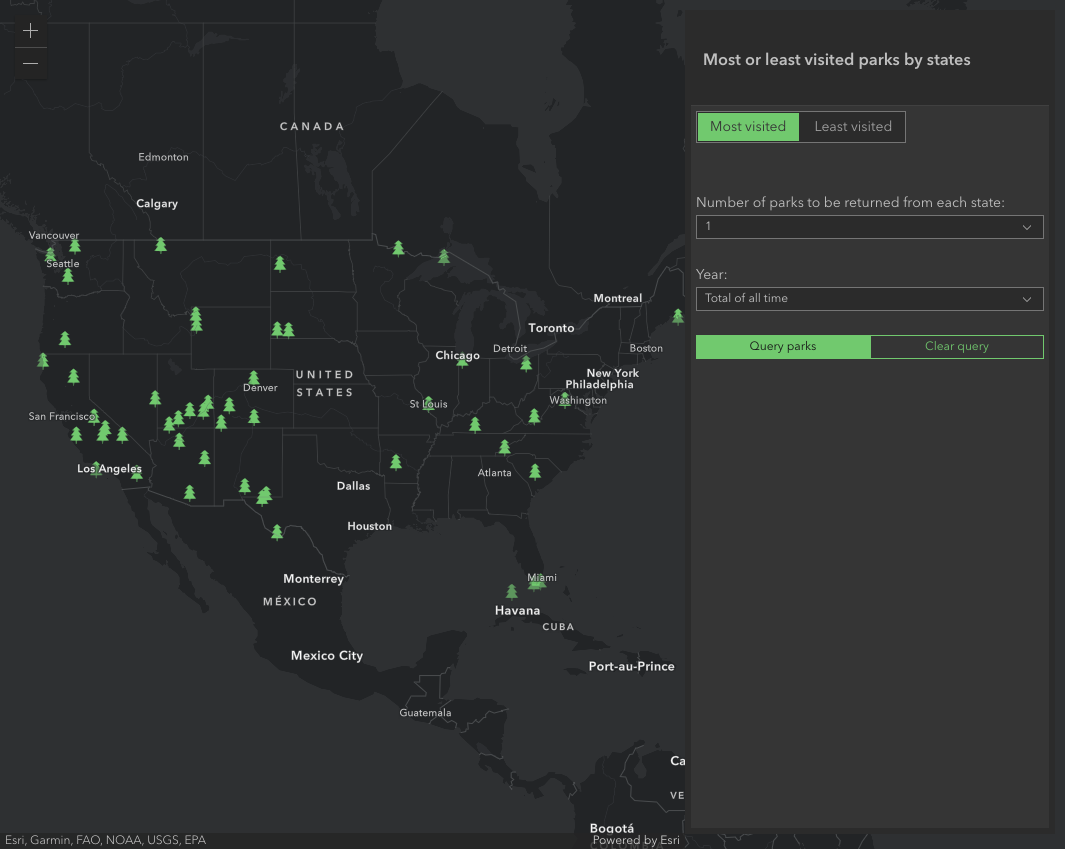 +
−
CANADA
Edmonton
Calgary
Vancouver
Seattle
Montreal
Toronto
Detroit
Boston
Chicago
UNITED
STATES
New York
Philadelphia
Denver
Washington
St Louis
San Francisco
Los Angeles
Atlanta
Dallas
Houston
Miami
Monterrey
MÉXICO
Havana
CUBA
Mexico City
Port-au-Prince
Guatemala
Ca
VE
Bogotá
COLOMBIA
Esri, Garmin, FAO, NOAA, USGS, EPA
Powered by Esri
Most or least visited parks by states
Most visited
Least visited
Number of parks to be returned from each state:
1
Year:
Total of all time
Query parks
Clear query